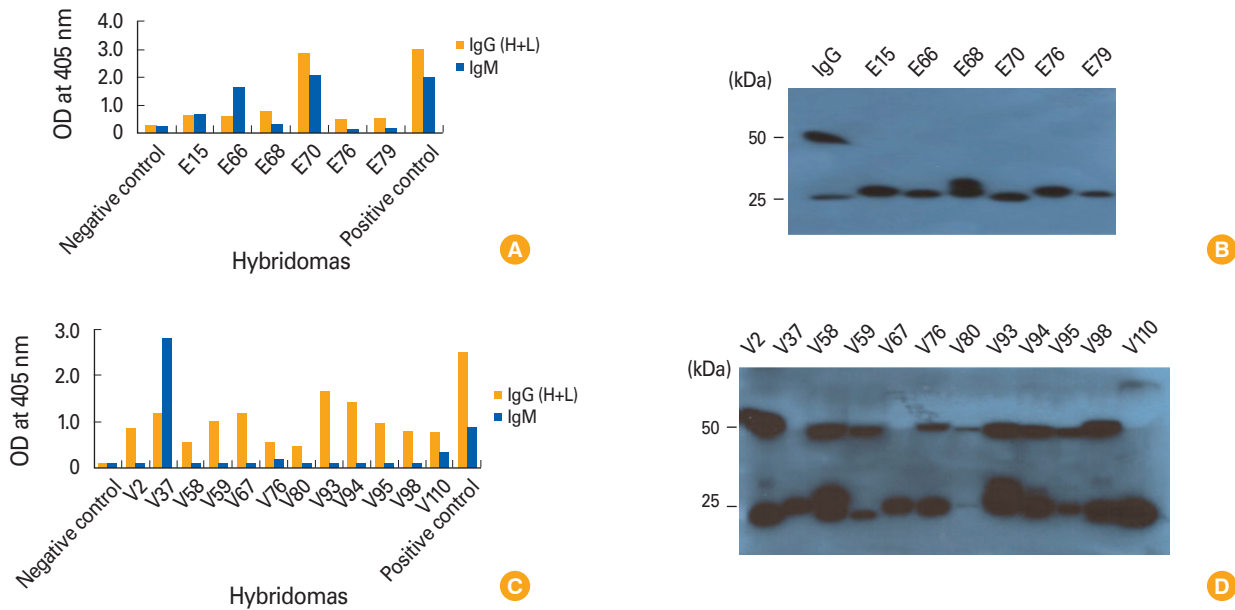 OD at 405 nm
4.0
3.0
2.0
1.0
0
IgG (H+L)
IgM
Negative control
E15
E66
E68
E70
E76
E79
Positive control
Hybridomas
A
(kDa)
IgG
E15
E66
E68
E70
E76
E79
50
25
B
OD at 405 nm
3.0
2.0
1.0
0
IgG (H+L)
IgM
Negative control
V2
V37
V58
V59
V67
V76
V80
V93
V94
V95
V98
V110
Positive control
Hybridomas
C
(kDa)
V2
V37
V58
V59
V67
V76
V80
V93
V94
V95
V98
V110
50
25
D